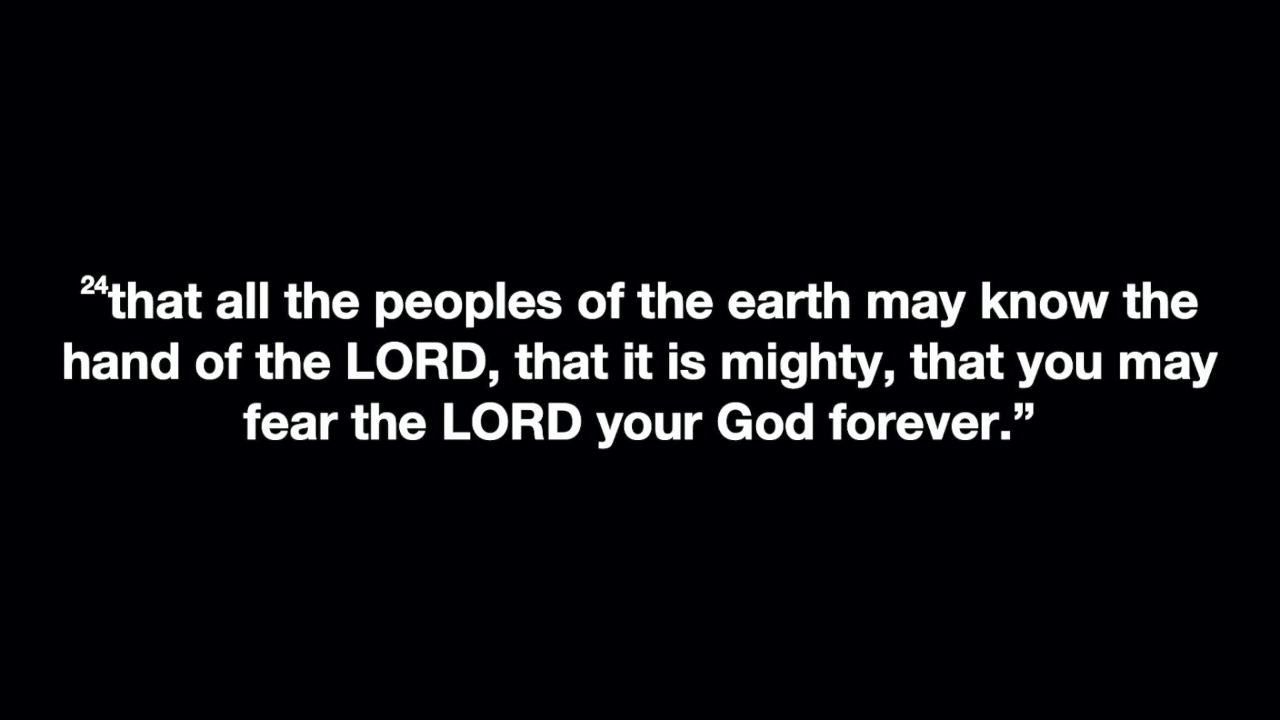 ²⁴that all the peoples of the earth may know the
hand of the LORD, that it is mighty, that you may
fear the LORD your God forever.”